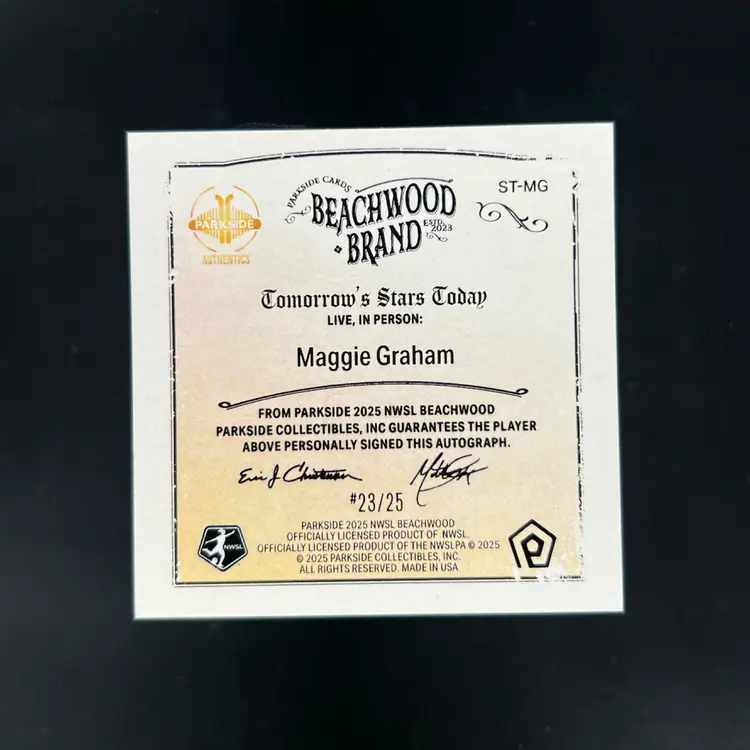 PARKSIDE CARDS
BEACHWOOD
BRAND
ESTD.
2023
ST-MG
PARKSIDE
AUTHENTICS
Tomorrow's Stars Today
LIVE, IN PERSON:
Maggie Graham
FROM PARKSIDE 2025 NWSL BEACHWOOD
PARKSIDE COLLECTIBLES, INC GUARANTEES THE PLAYER
ABOVE PERSONALLY SIGNED THIS AUTOGRAPH.
#23/25
PARKSIDE 2025 NWSL BEACHWOOD
OFFICIALLY LICENSED PRODUCT OF NWSL.
OFFICIALLY LICENSED PRODUCT OF THE NWSLPA © 2025
© 2025 PARKSIDE COLLECTIBLES, INC.
ALL RIGHTS RESERVED. MADE IN USA
NWSL